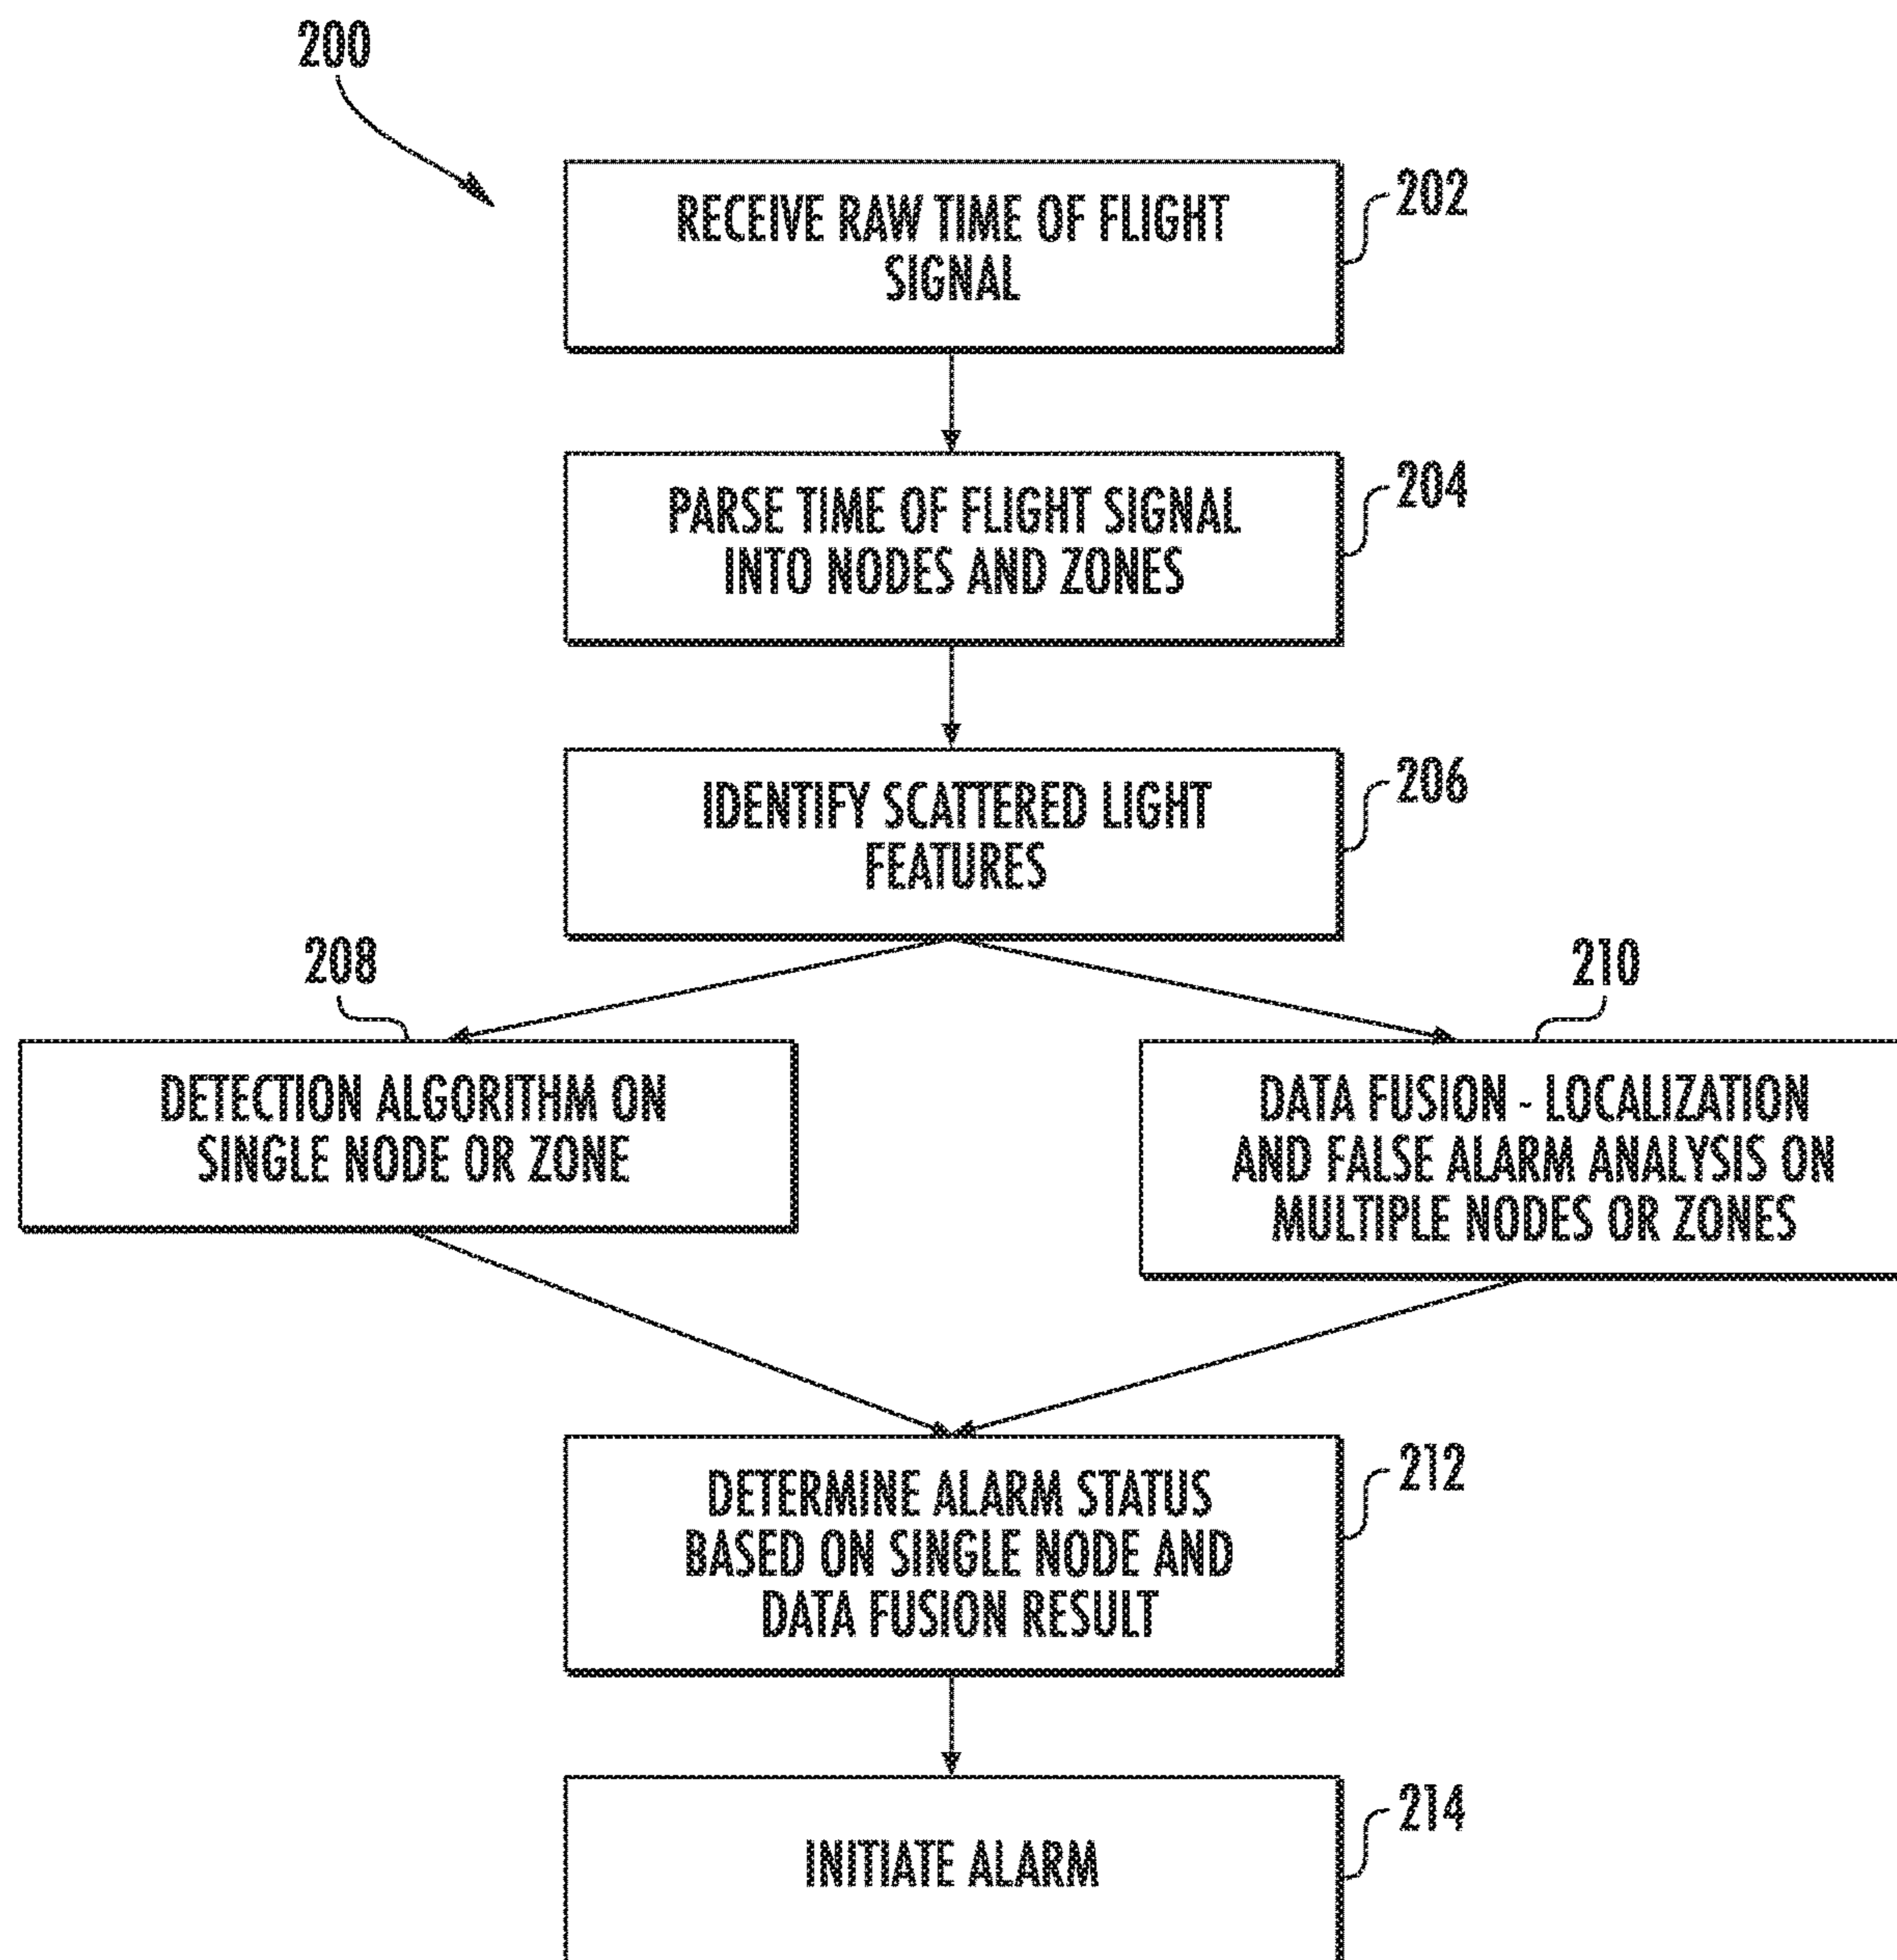 200
RECEIVE RAW TIME OF FLIGHT
SIGNAL
202
PARSE TIME OF FLIGHT SIGNAL
INTO NODES AND ZONES
204
IDENTIFY SCATTERED LIGHT
FEATURES
206
208
210
DETECTION ALGORITHM ON
SINGLE NODE OR ZONE
DATA FUSION - LOCALIZATION
AND FALSE ALARM ANALYSIS ON
MULTIPLE NODES OR ZONES
DETERMINE ALARM STATUS
BASED ON SINGLE NODE AND
DATA FUSION RESULT
212
INITIATE ALARM
214